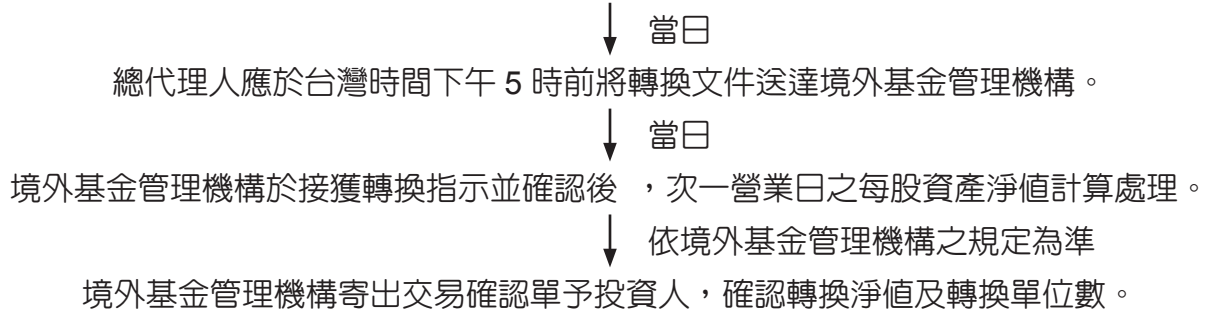 當日
總代理人應於台灣時間下午 5 時前將轉換文件送達境外基金管理機構。
當日
境外基金管理機構於接獲轉換指示並確認後 ，次一營業日之每股資產淨值計算處理。
依境外基金管理機構之規定為準
境外基金管理機構寄出交易確認單予投資人，確認轉換淨值及轉換單位數。